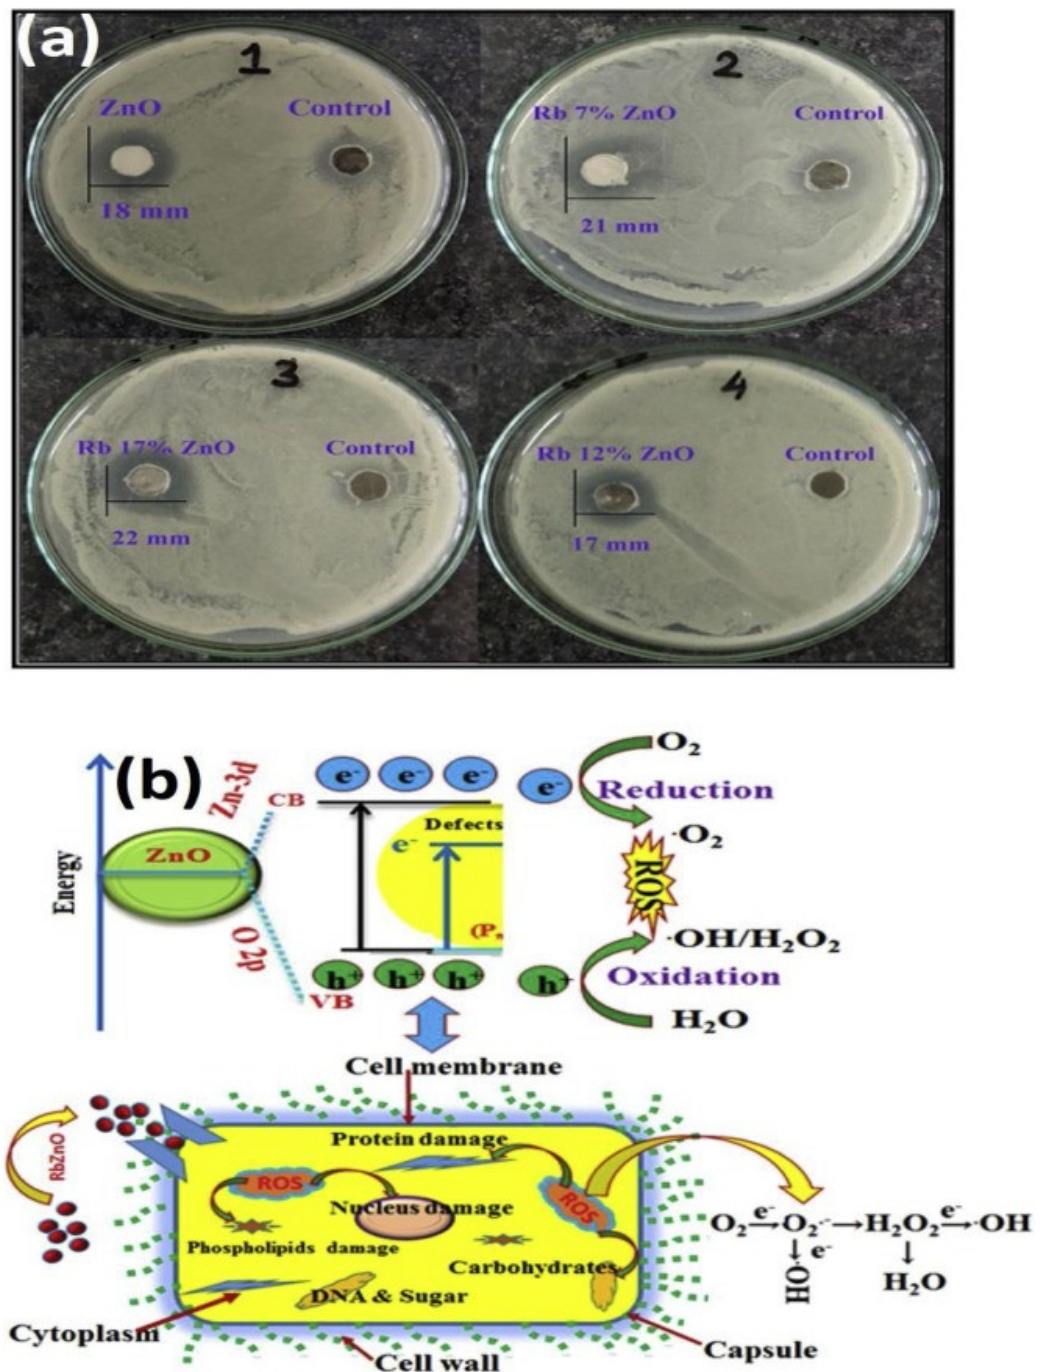 (a)
1
ZnO
Control
18 mm
2
Rb 7% ZnO
Control
21 mm
3
Rb 17% ZnO
Control
22 mm
4
Rb 12% ZnO
Control
17 mm
(b)
Energy
ZnO
Zn-3d
CB
O 2p
VB
e⁻ e⁻ e⁻ e⁻
Defects
e⁻
h⁺ h⁺ h⁺ h⁺
O₂
Reduction
·O₂
ROS
·OH/H₂O₂
Oxidation
H₂O
Cell membrane
RbZnO
Protein damage
ROS
ROS
Nucleus damage
Phospholipids damage
Carbohydrates
DNA & Sugar
Cytoplasm
Cell wall
Capsule
O₂ e⁻→ O₂·⁻ → H₂O₂ e⁻→ ·OH
↓ e⁻ ↓
HO· H₂O